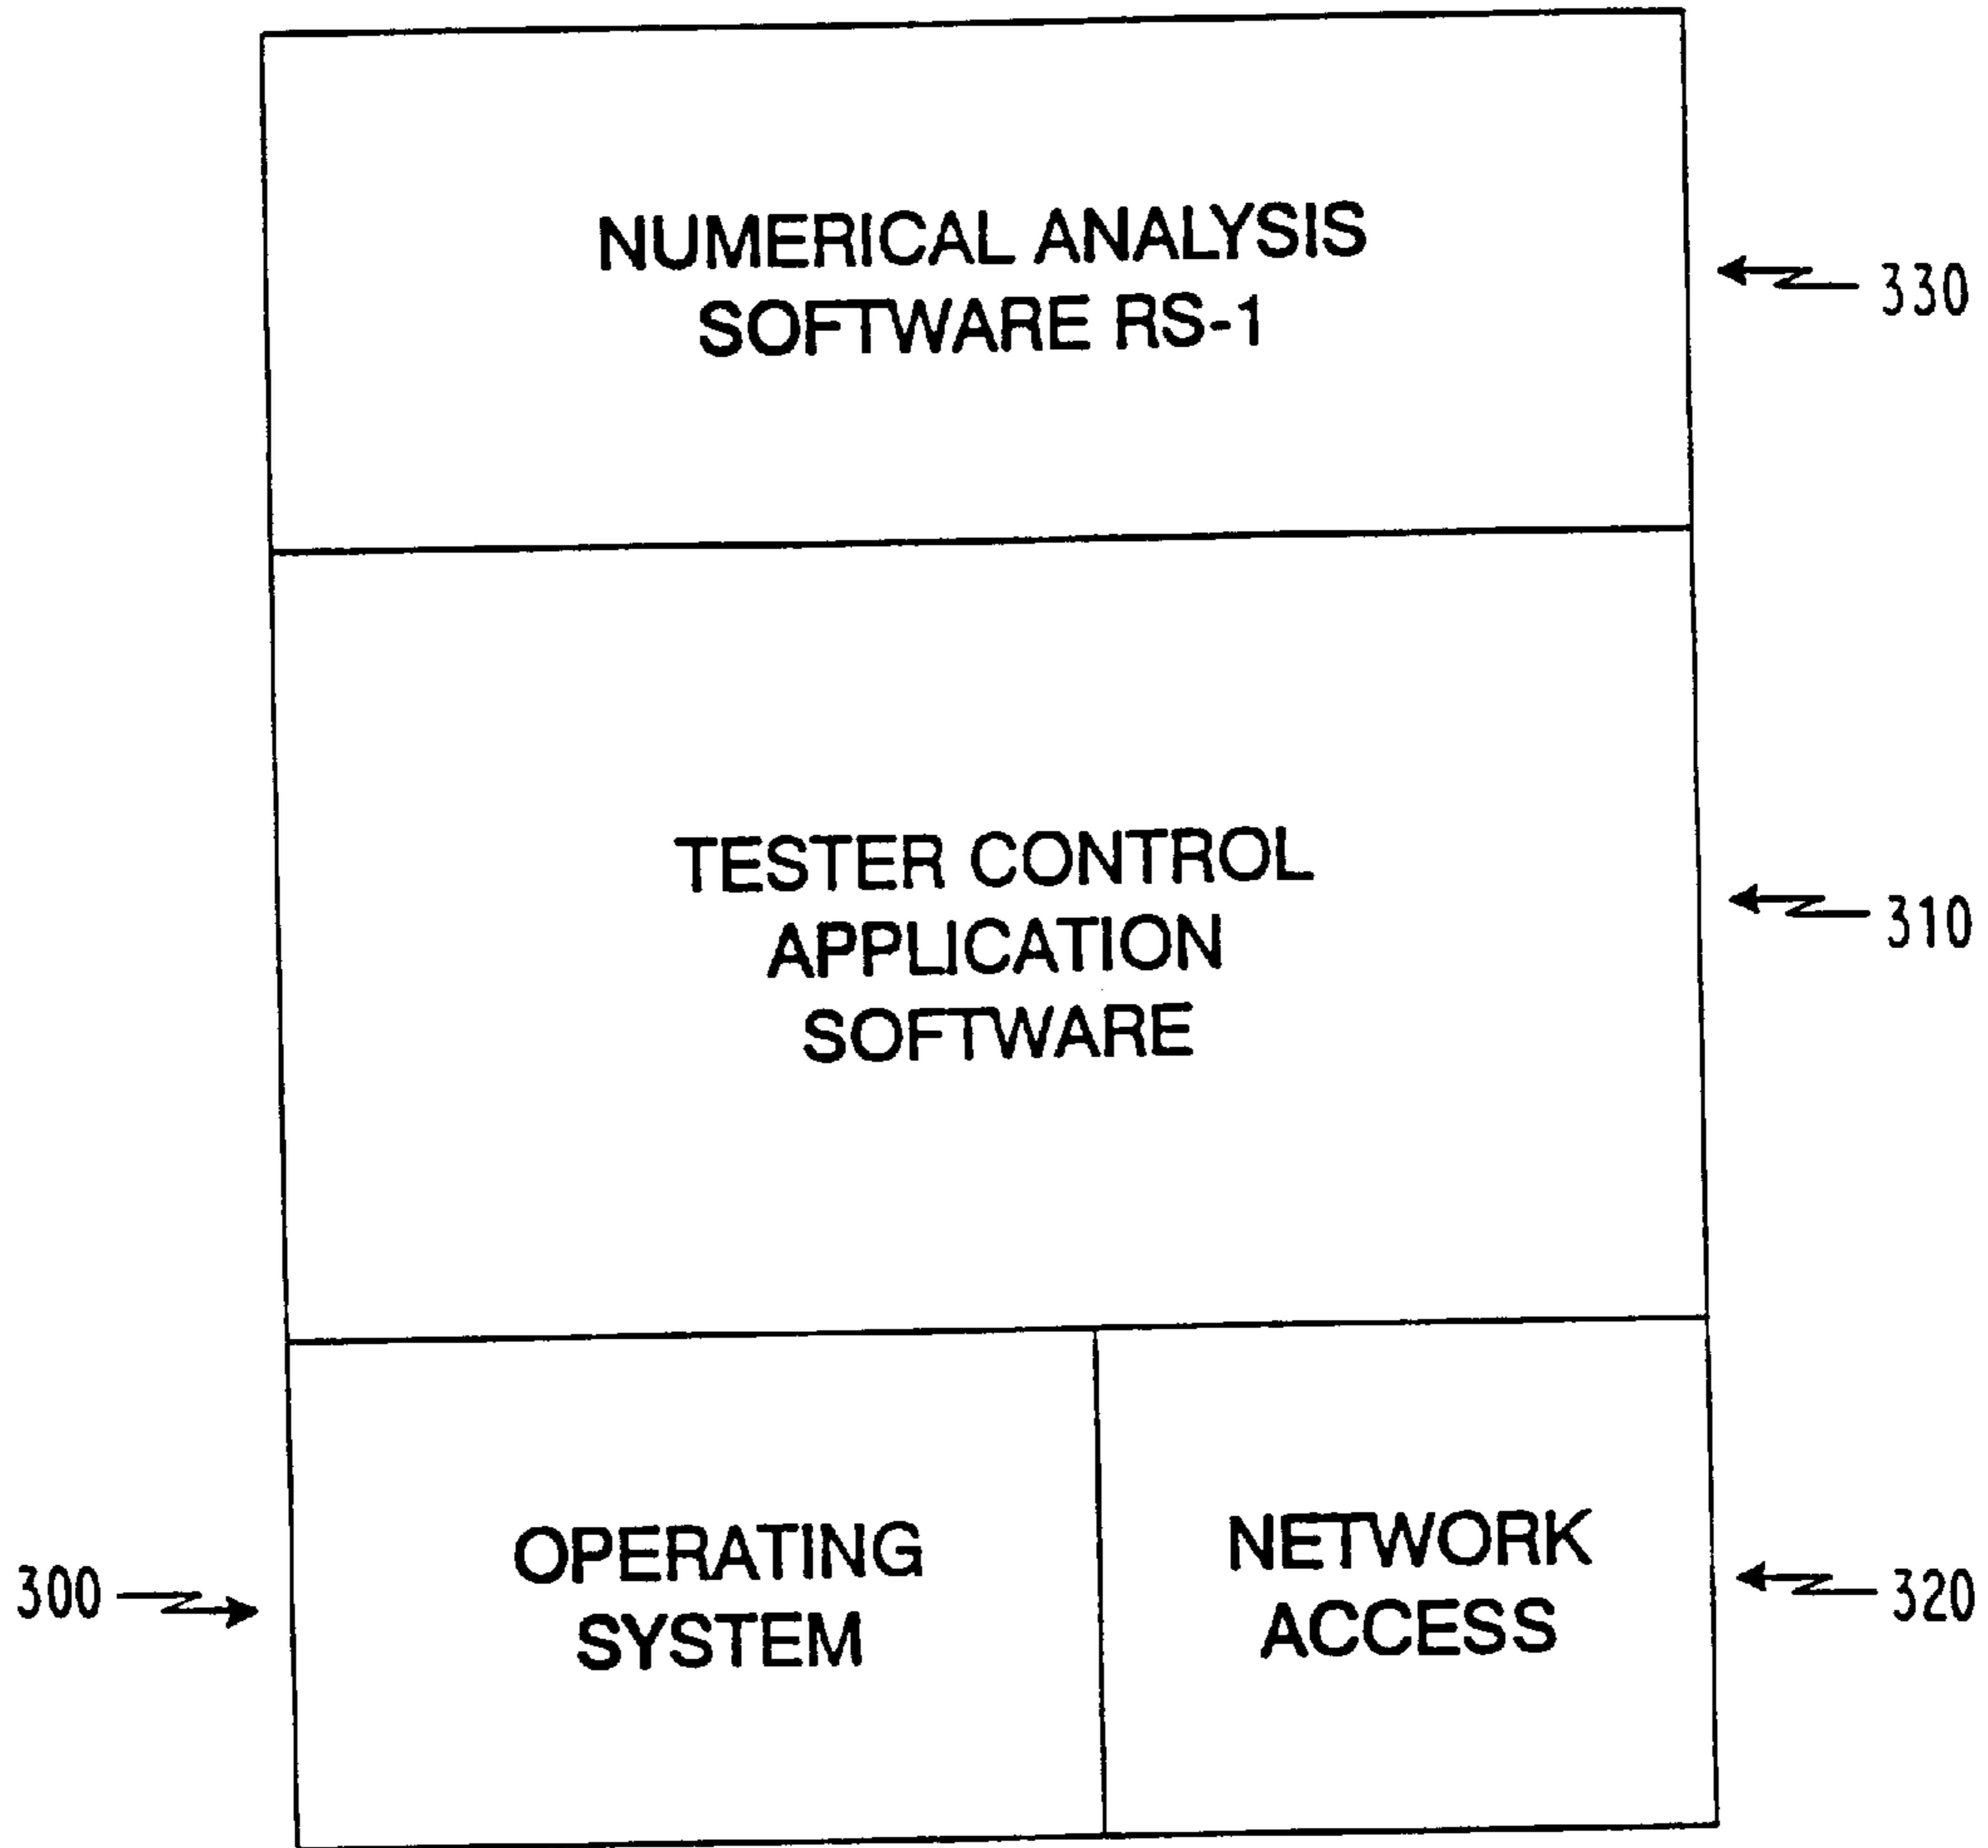 NUMERICAL ANALYSIS
SOFTWARE RS-1
330
TESTER CONTROL
APPLICATION
SOFTWARE
310
300
OPERATING
SYSTEM
NETWORK
ACCESS
320